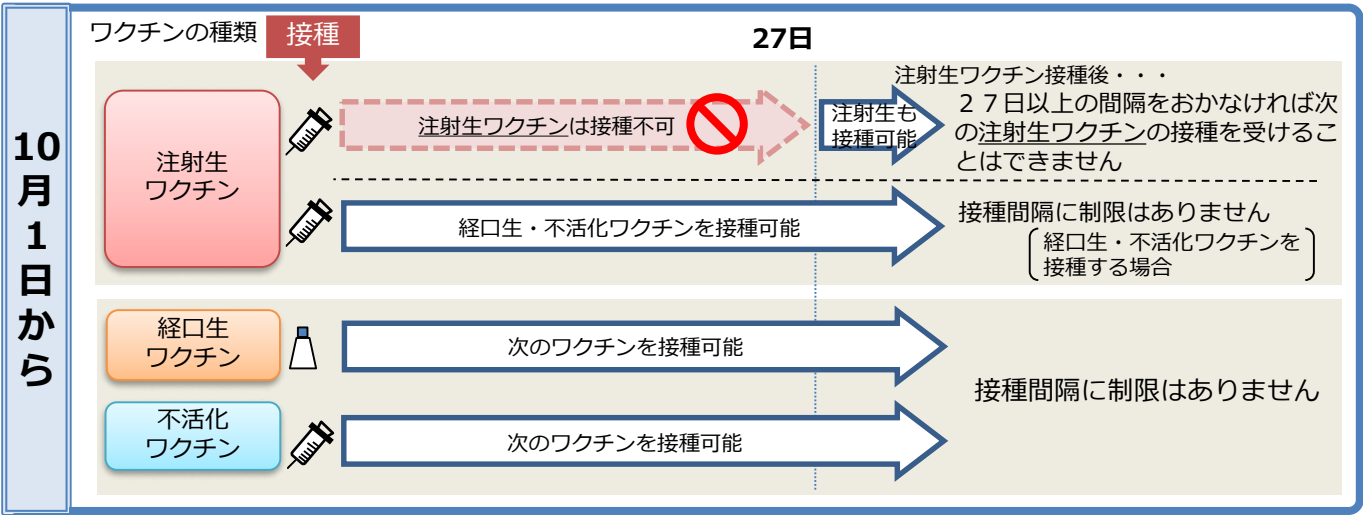 10月1日から
ワクチンの種類
接種
27日
注射生
ワクチン
注射生ワクチンは接種不可
注射生も
接種可能
注射生ワクチン接種後・・・
２７日以上の間隔をおかなければ次
の注射生ワクチンの接種を受けるこ
とはできません
経口生・不活化ワクチンを接種可能
接種間隔に制限はありません
経口生・不活化ワクチンを
接種する場合
経口生
ワクチン
次のワクチンを接種可能
不活化
ワクチン
次のワクチンを接種可能
接種間隔に制限はありません